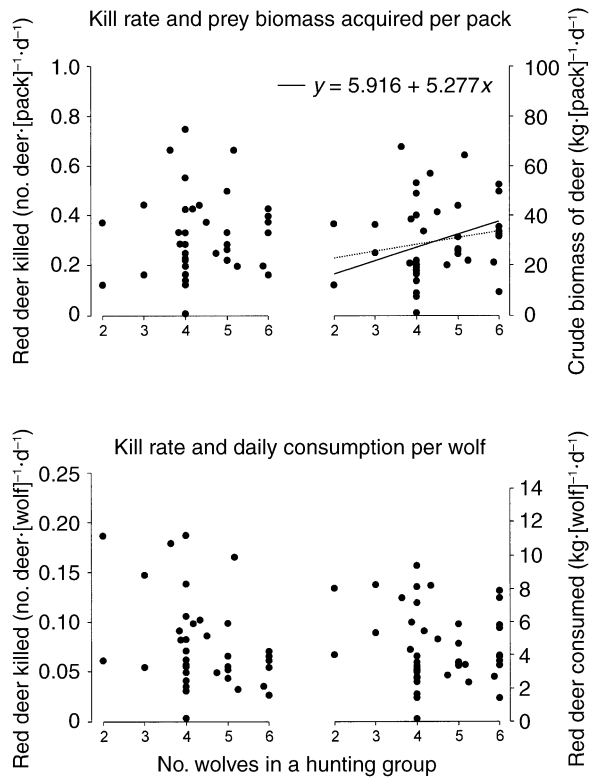 Kill rate and prey biomass acquired per pack
Red deer killed (no. deer·[pack]⁻¹·d⁻¹)
1.0
0.8
0.6
0.4
0.2
0
2 3 4 5 6
y = 5.916 + 5.277x
2 3 4 5 6
100
80
60
40
20
0
Crude biomass of deer (kg·[pack]⁻¹·d⁻¹)
Kill rate and daily consumption per wolf
Red deer killed (no. deer·[wolf]⁻¹·d⁻¹)
0.25
0.20
0.15
0.10
0.05
0
2 3 4 5 6
2 3 4 5 6
14
12
10
8
6
4
2
0
Red deer consumed (kg·[wolf]⁻¹·d⁻¹)
No. wolves in a hunting group